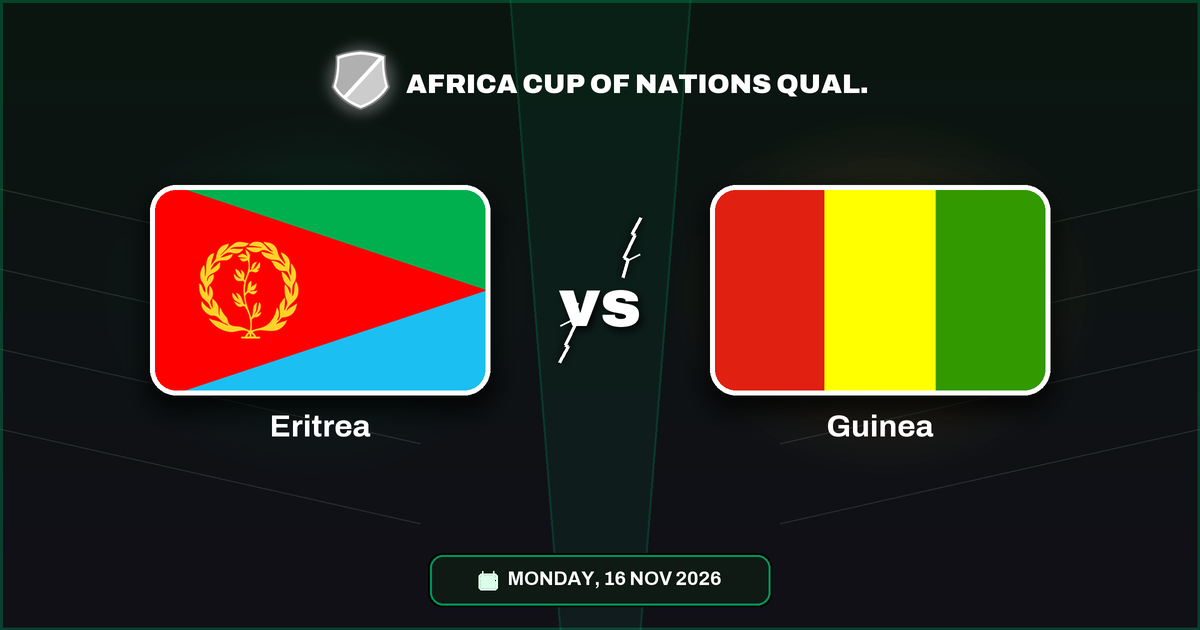 AFRICA CUP OF NATIONS QUAL.
VS
Eritrea
Guinea
MONDAY, 16 NOV 2026